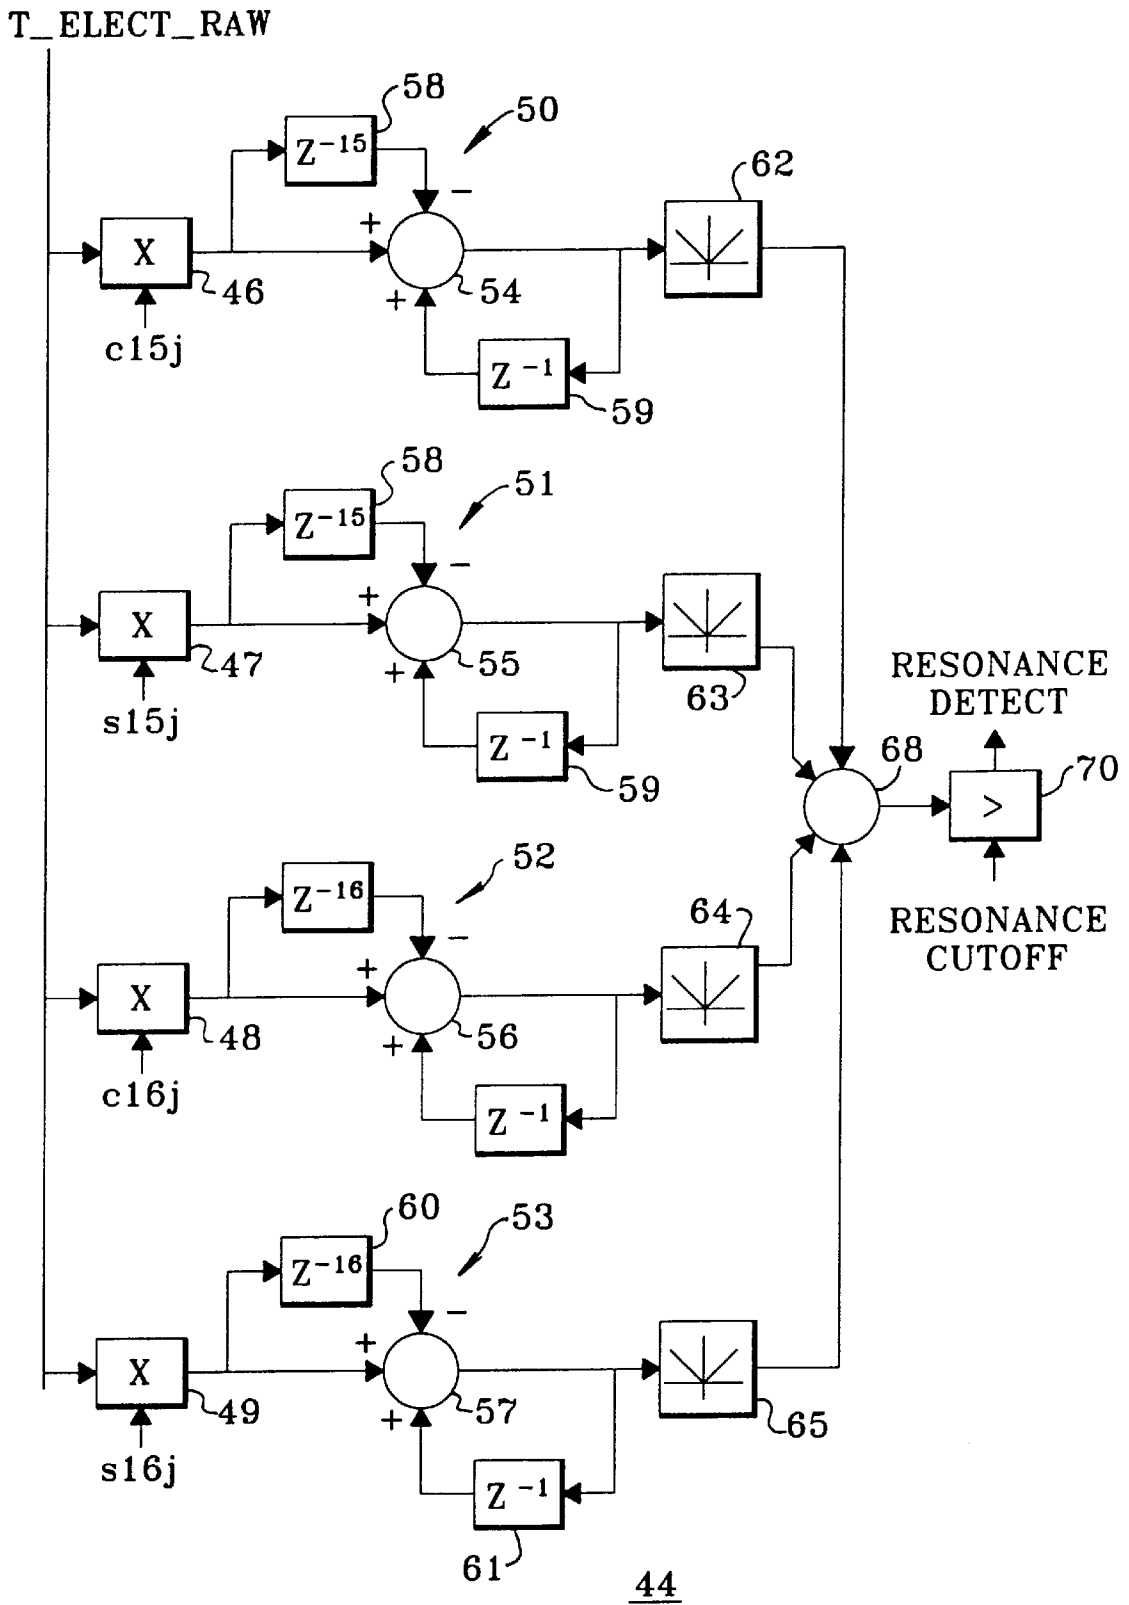 T_ELECT_RAW
58
50
Z⁻¹⁵
62
−
+
X
46
54
+
c15j
Z ⁻¹
59
58
51
Z⁻¹⁵
−
+
X
47
55
63
RESONANCE
DETECT
+
s15j
Z ⁻¹
59
68
70
>
52
Z⁻¹⁶
64
RESONANCE
CUTOFF
−
+
X
48
56
+
c16j
Z ⁻¹
60
53
Z⁻¹⁶
−
+
X
49
57
65
+
s16j
Z ⁻¹
61
44